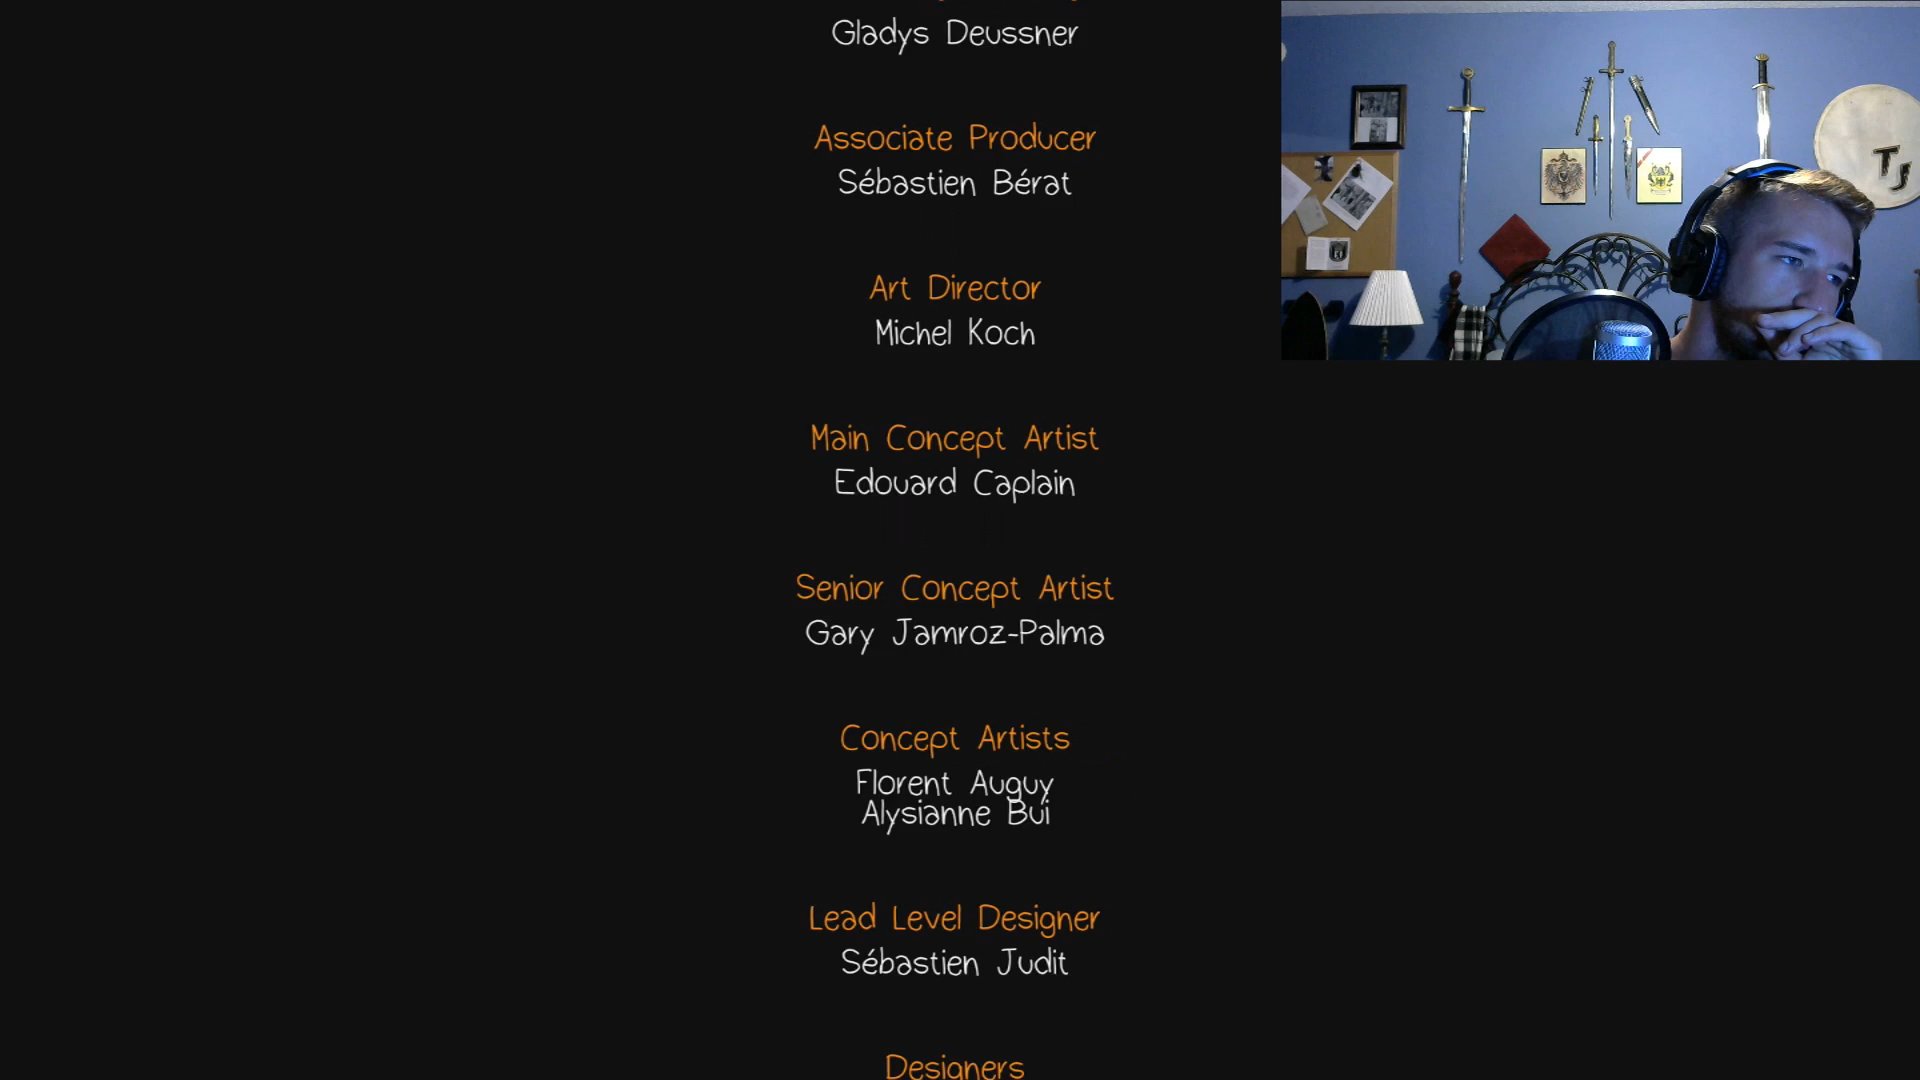 Gladys Deussner
Associate Producer
Sébastien Bérat
Art Director
Michel Koch
Main Concept Artist
Edouard Caplain
Senior Concept Artist
Gary Jamroz-Palma
Concept Artists
Florent Auguy
Alysianne Bui
Lead Level Designer
Sébastien Judit
Designers
TJ